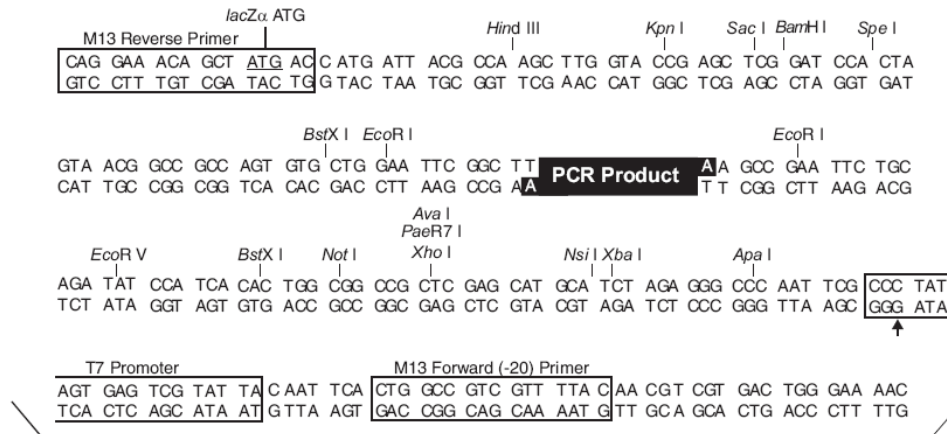 lacZα ATG
M13 Reverse Primer Hind III Kpn I Sac I BamH I Spe I
CAG GAA ACA GCT ATG AC C ATG ATT ACG CCA AGC TTG GTA CCG AGC TCG GAT CCA CTA
GTC CTT TGT CGA TAC TG G TAC TAA TGC GGT TCG AAC CAT GGC TCG AGC CTA GGT GAT
BstX I EcoR I EcoR I
GTA ACG GCC GCC AGT GTG CTG GAA TTC GGC TT PCR Product A A GCC GAA TTC TGC
CAT TGC CGG CGG TCA CAC GAC CTT AAG CCG A A T T CGG CTT AAG ACG
Ava I
PaeR7 I
EcoR V BstX I Not I Xho I Nsi I Xba I Apa I
AGA TAT CCA TCA CAC TGG CGG CCG CTC GAG CAT GCA TCT AGA GGG CCC AAT TCG CCC TAT
TCT ATA GGT AGT GTG ACC GCC GGC GAG CTC GTA CGT AGA TCT CCC GGG TTA AGC GGG ATA
T7 Promoter M13 Forward (-20) Primer
AGT GAG TCG TAT TA C AAT TCA CTG GCC GTC GTT TTA C AA CGT CGT GAC TGG GAA AAC
TCA CTC AGC ATA AT G TTA AGT GAC CGG CAG CAA AAT G TT GCA GCA CTG ACC CTT TTG